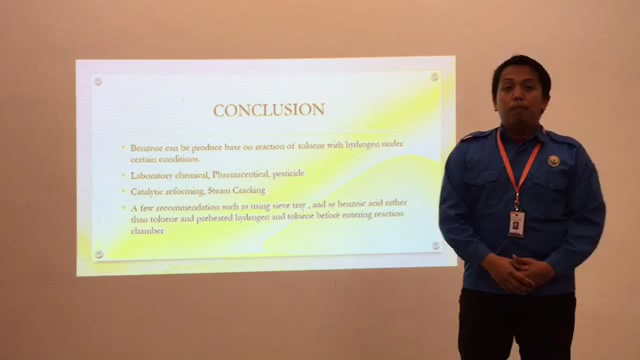 CONCLUSION
Benzene can be produce base on reaction of toluene with hydrogen under
certain conditions.
Laboratory chemical, Pharmaceutical, pesticide
Catalytic reforming, Steam Cracking
A few recommendation such as using sieve tray , and se benzoic aid rather
than toluene and preheated hydrogen and toluene before entering reaction
chamber